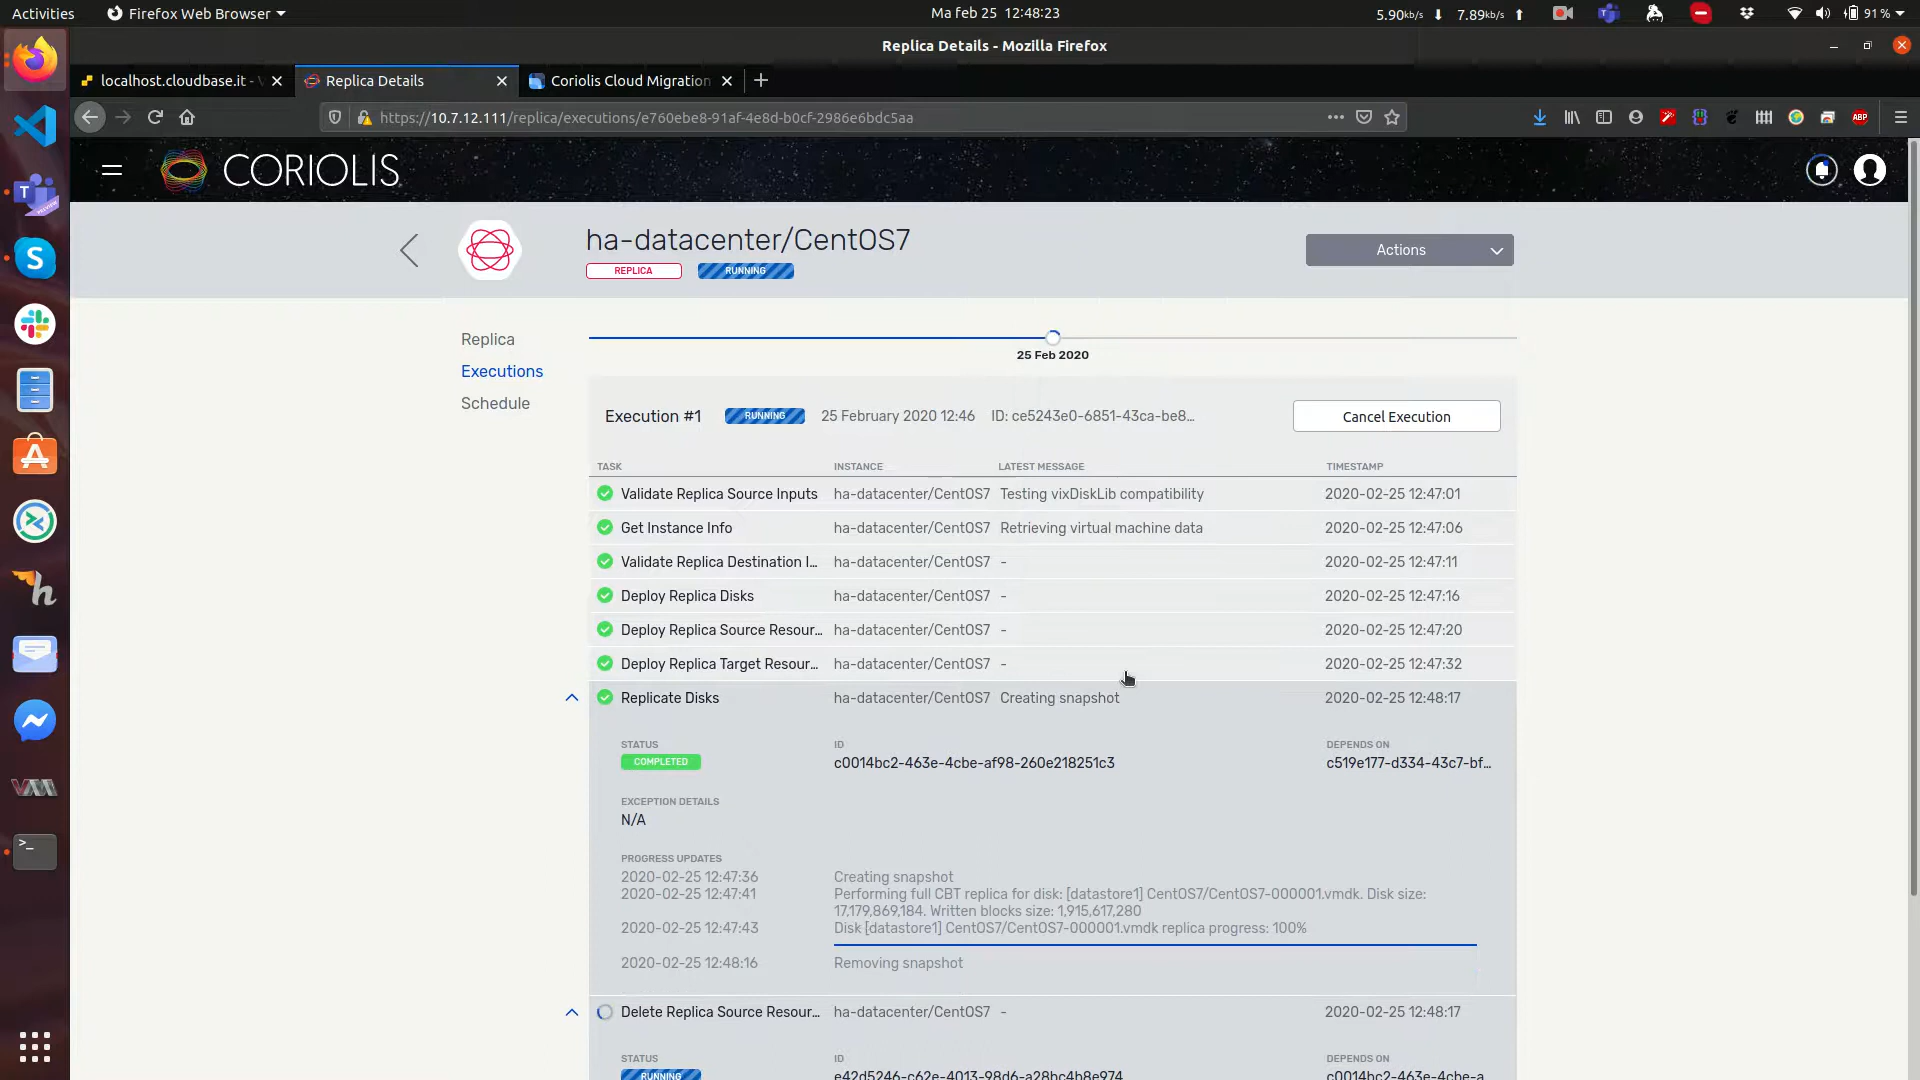 Activities
Firefox Web Browser
Ma feb 25 12:48:23
5.90kb/s
7.89kb/s
91 %
Replica Details - Mozilla Firefox
localhost.cloudbase.it -
Replica Details
Coriolis Cloud Migration
https://10.7.12.111/replica/executions/e760ebe8-91af-4e8d-b0cf-2986e6bdc5aa
ABP
CORIOLIS
ha-datacenter/CentOS7
REPLICA
RUNNING
Actions
Replica
Executions
Schedule
25 Feb 2020
Execution #1
RUNNING
25 February 2020 12:46
ID: ce5243e0-6851-43ca-be8...
Cancel Execution
TASK INSTANCE LATEST MESSAGE TIMESTAMP
Validate Replica Source Inputs ha-datacenter/CentOS7 Testing vixDiskLib compatibility 2020-02-25 12:47:01
Get Instance Info ha-datacenter/CentOS7 Retrieving virtual machine data 2020-02-25 12:47:06
Validate Replica Destination I... ha-datacenter/CentOS7 - 2020-02-25 12:47:11
Deploy Replica Disks ha-datacenter/CentOS7 - 2020-02-25 12:47:16
Deploy Replica Source Resour... ha-datacenter/CentOS7 - 2020-02-25 12:47:20
Deploy Replica Target Resour... ha-datacenter/CentOS7 - 2020-02-25 12:47:32
Replicate Disks ha-datacenter/CentOS7 Creating snapshot 2020-02-25 12:48:17
STATUS ID DEPENDS ON
COMPLETED c0014bc2-463e-4cbe-af98-260e218251c3 c519e177-d334-43c7-bf...
EXCEPTION DETAILS
N/A
PROGRESS UPDATES
2020-02-25 12:47:36 Creating snapshot
2020-02-25 12:47:41 Performing full CBT replica for disk: [datastore1] CentOS7/CentOS7-000001.vmdk. Disk size:
17,179,869,184. Written blocks size: 1,915,617,280
2020-02-25 12:47:43 Disk [datastore1] CentOS7/CentOS7-000001.vmdk replica progress: 100%
2020-02-25 12:48:16 Removing snapshot
Delete Replica Source Resour... ha-datacenter/CentOS7 - 2020-02-25 12:48:17
STATUS ID DEPENDS ON
RUNNING e42d5246-c62e-4013-98d6-a28bc4b8e974 c0014bc2-463e-4cbe-a